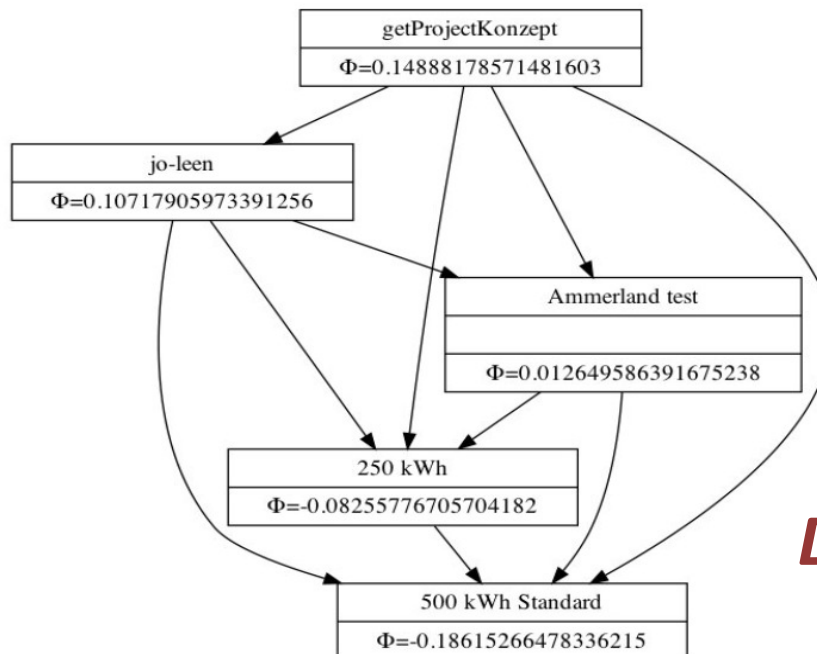 getProjectKonzept
Φ=0.14888178571481603
jo-leen
Φ=0.10717905973391256
Ammerland test
Φ=0.012649586391675238
250 kWh
Φ=-0.08255776705704182
500 kWh Standard
Φ=-0.18615266478336215